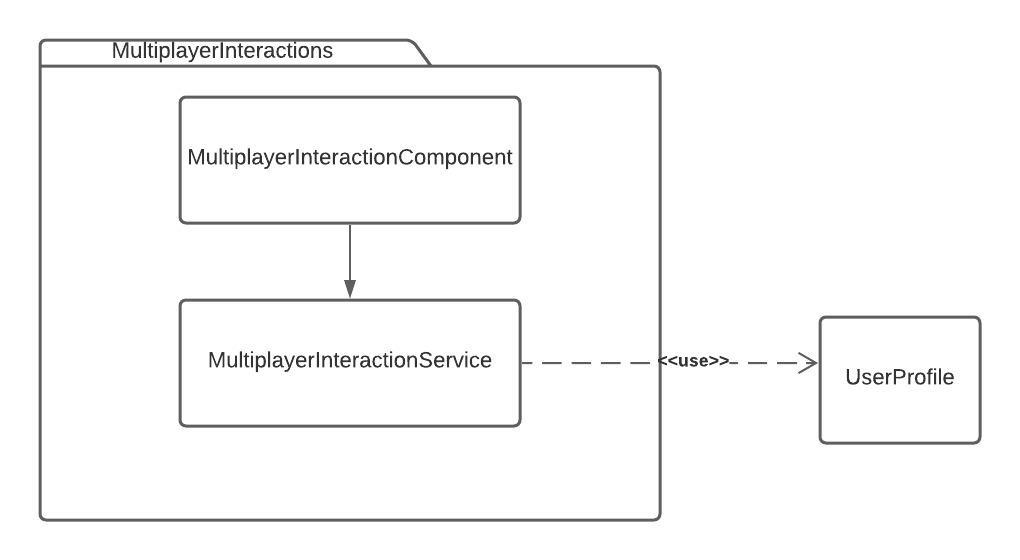 MultiplayerInteractions
MultiplayerInteractionComponent
MultiplayerInteractionService
<<use>>
UserProfile